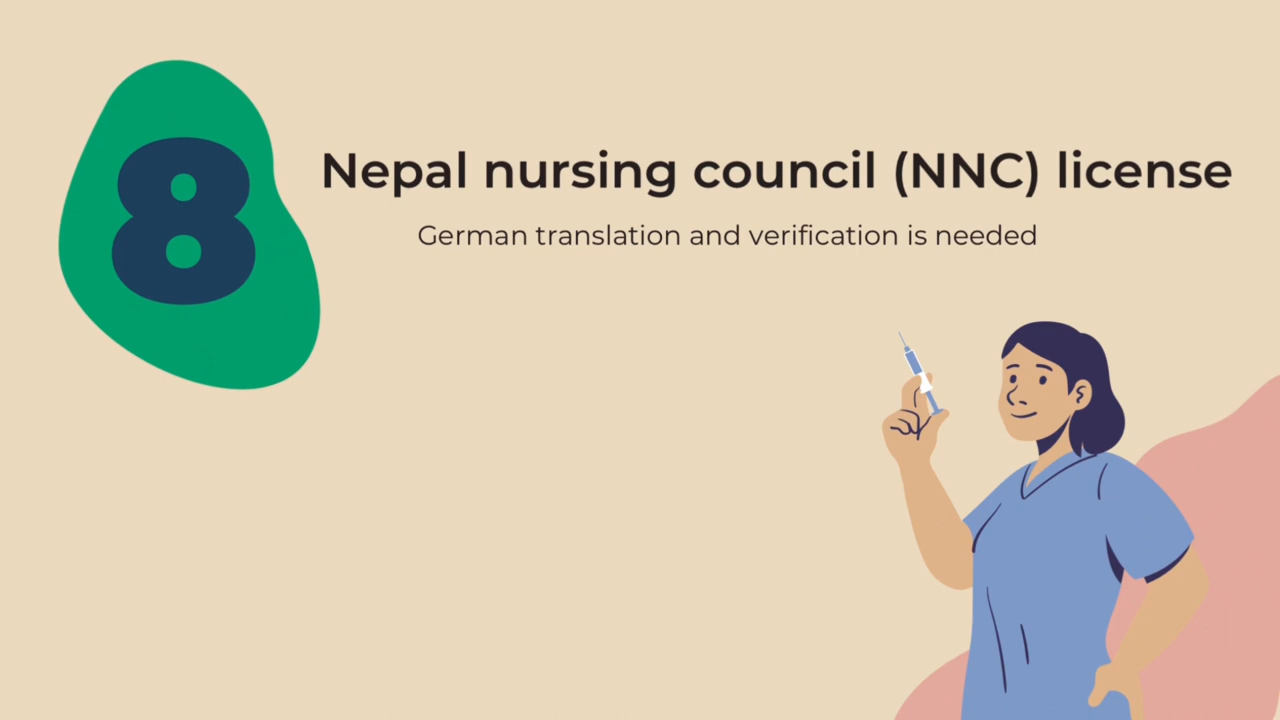 8
Nepal nursing council (NNC) license
German translation and verification is needed